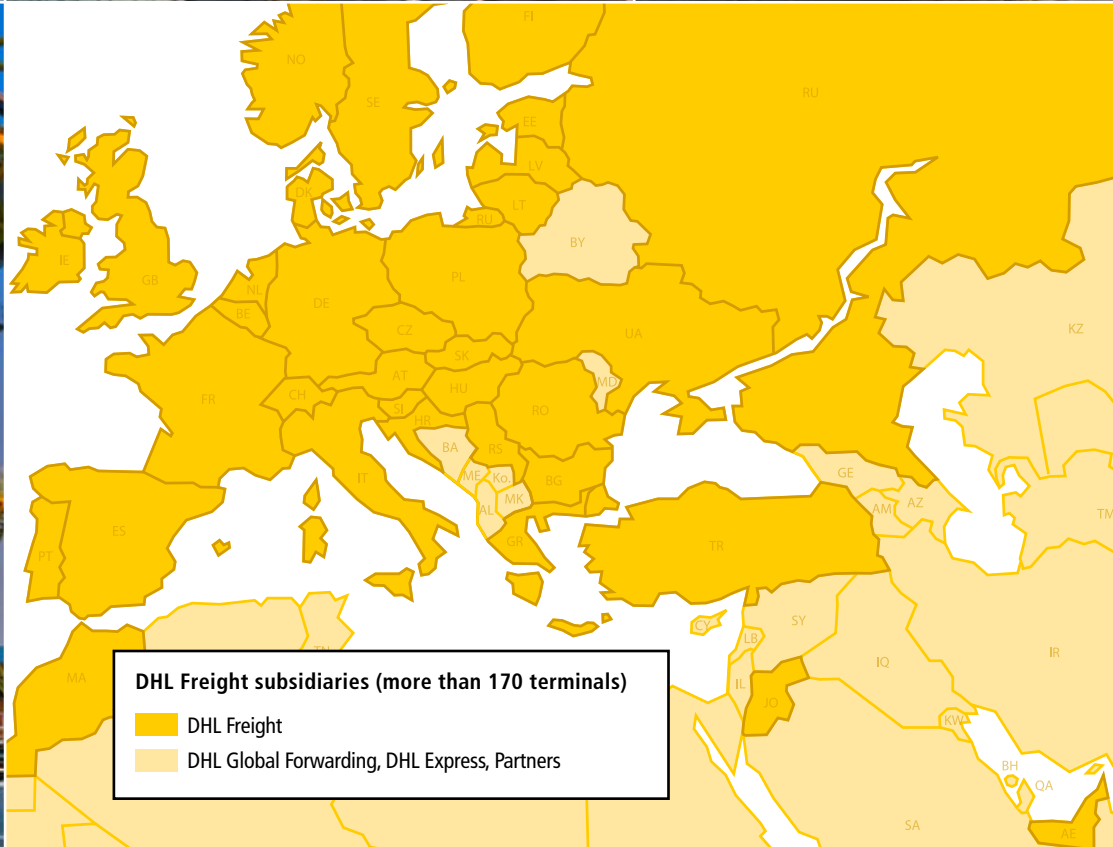 FI
NO
SE
RU
EE
LV
DK
LT
RU
BY
IE
GB
NL
BE
DE
PL
CZ
UA
KZ
SK
AT
MD
HU
CH
FR
SI
HR
RO
BA
RS
IT
ME
Ko.
BG
GE
MK
AL
AM
AZ
TM
ES
PT
GR
TR
CY
SY
LB
IQ
IR
TN
MA
IL
JO
KW
BH
QA
SA
AE
DHL Freight subsidiaries (more than 170 terminals)
DHL Freight
DHL Global Forwarding, DHL Express, Partners